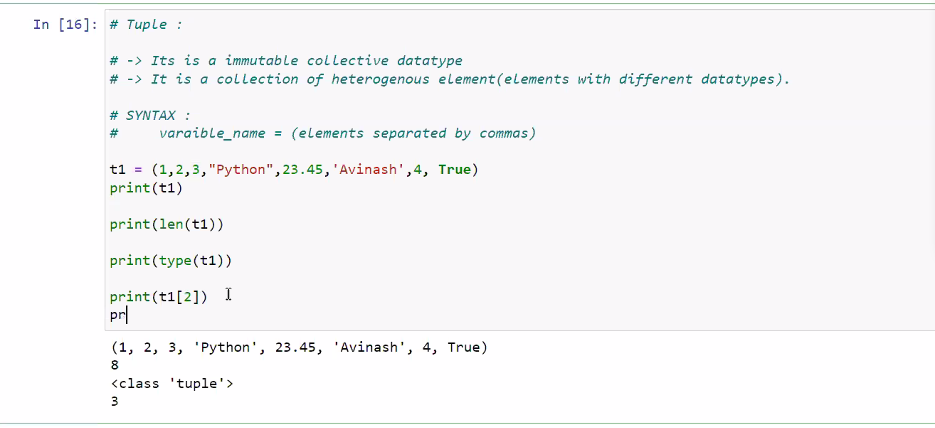 In [16]: # Tuple :
# -> Its is a immutable collective datatype
# -> It is a collection of heterogenous element(elements with different datatypes).
# SYNTAX :
#     varaible_name = (elements separated by commas)
t1 = (1,2,3,"Python",23.45,'Avinash',4, True)
print(t1)
print(len(t1))
print(type(t1))
print(t1[2])
pr
(1, 2, 3, 'Python', 23.45, 'Avinash', 4, True)
8
<class 'tuple'>
3